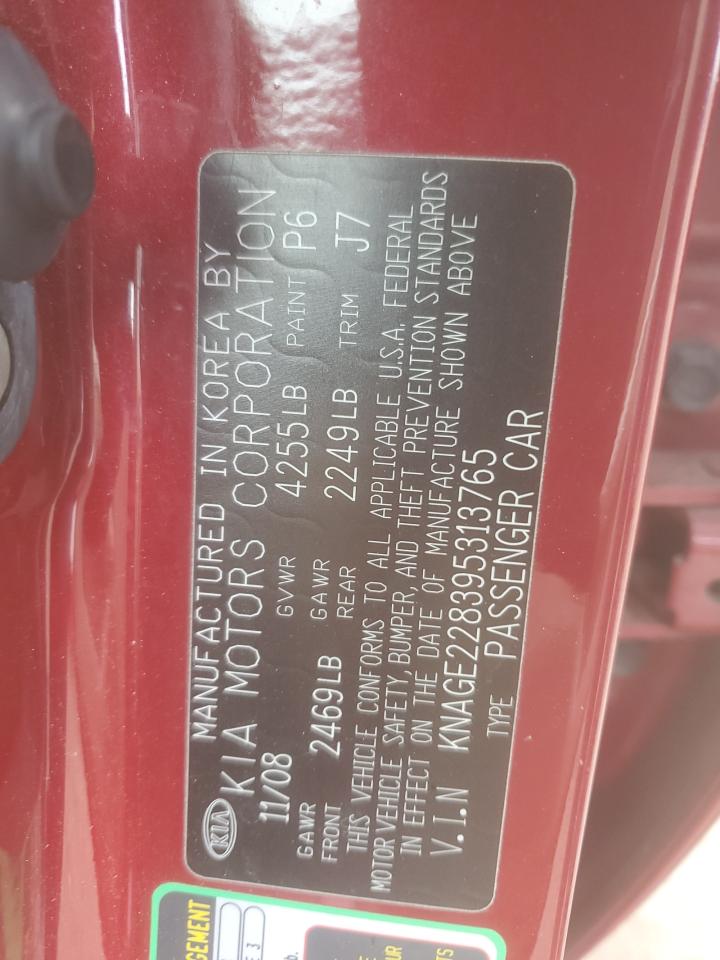 KIA
MANUFACTURED IN KOREA BY
KIA MOTORS CORPORATION
11/08 GVWR 4255LB PAINT P6
GAWR FRONT 2469LB GAWR REAR 2249LB TRIM J7
THIS VEHICLE CONFORMS TO ALL APPLICABLE U.S.A. FEDERAL
MOTOR VEHICLE SAFETY, BUMPER, AND THEFT PREVENTION STANDARDS
IN EFFECT ON THE DATE OF MANUFACTURE SHOWN ABOVE
V.I.N KNAGE228395313765
TYPE PASSENGER CAR